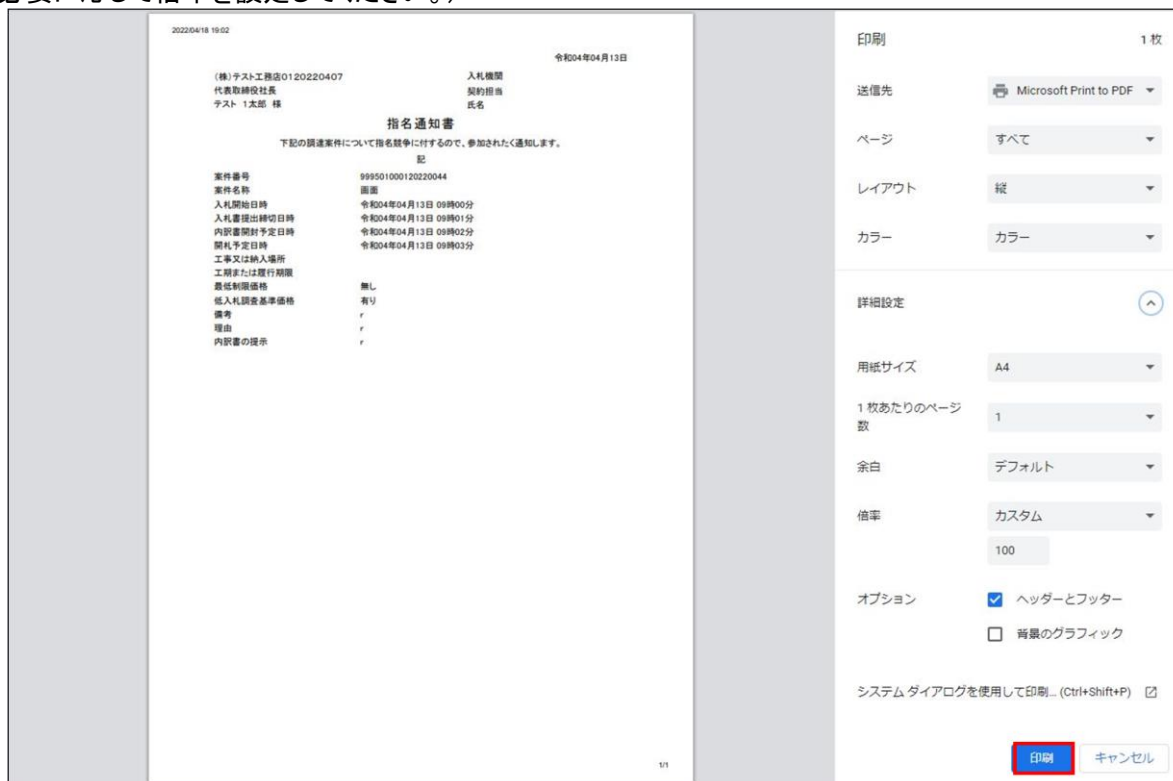 必要に応じて倍率を設定してください。)
2022/04/18 19:02
令和04年04月13日
(株)テスト工務店0120220407 入札機関
代表取締役社長 契約担当
テスト 1太郎 様 氏名
指名通知書
下記の調達案件について指名競争に付するので、参加されたく通知します。
記
案件番号 999501000120220044
案件名称 画面
入札開始日時 令和04年04月13日 09時00分
入札書提出締切日時 令和04年04月13日 09時01分
内訳書開封予定日時 令和04年04月13日 09時02分
開札予定日時 令和04年04月13日 09時03分
工事又は納入場所
工期または履行期限
最低制限価格 無し
低入札調査基準価格 有り
備考 r
理由 r
内訳書の提示 r
1/1
印刷 1 枚
送信先 Microsoft Print to PDF
ページ すべて
レイアウト 縦
カラー カラー
詳細設定
用紙サイズ A4
1 枚あたりのページ
数 1
余白 デフォルト
倍率 カスタム
100
オプション ヘッダーとフッター
背景のグラフィック
システム ダイアログを使用して印刷... (Ctrl+Shift+P)
印刷 キャンセル